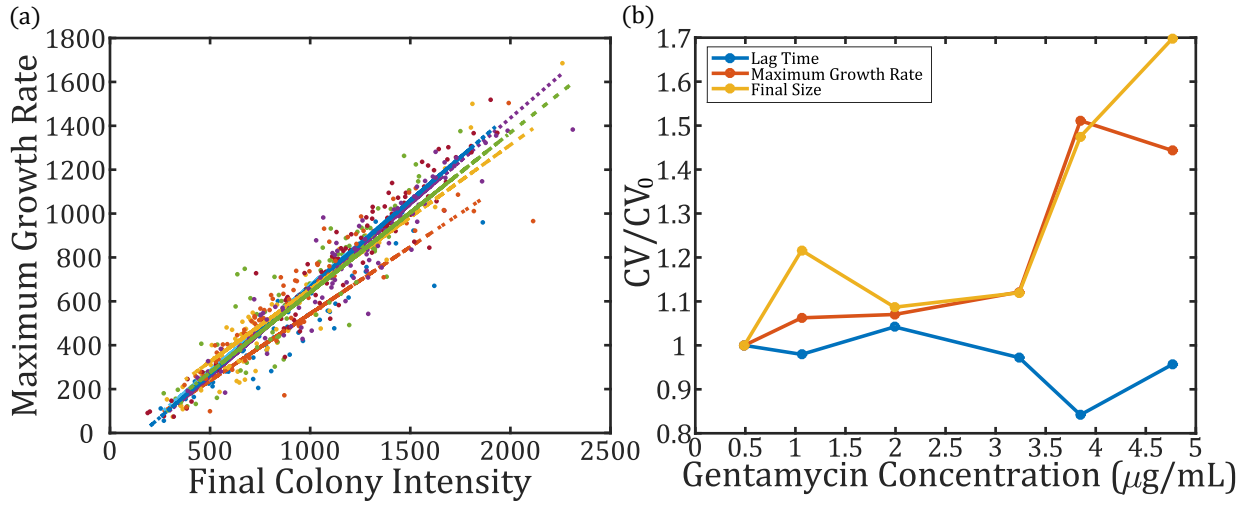 (a)
Maximum Growth Rate
1800
1600
1400
1200
1000
800
600
400
200
0
0 500 1000 1500 2000 2500
Final Colony Intensity
(b)
CV/CV₀
1.7
1.6
1.5
1.4
1.3
1.2
1.1
1
0.9
0.8
Lag Time
Maximum Growth Rate
Final Size
0 0.5 1 1.5 2 2.5 3 3.5 4 4.5 5
Gentamycin Concentration (μg/mL)